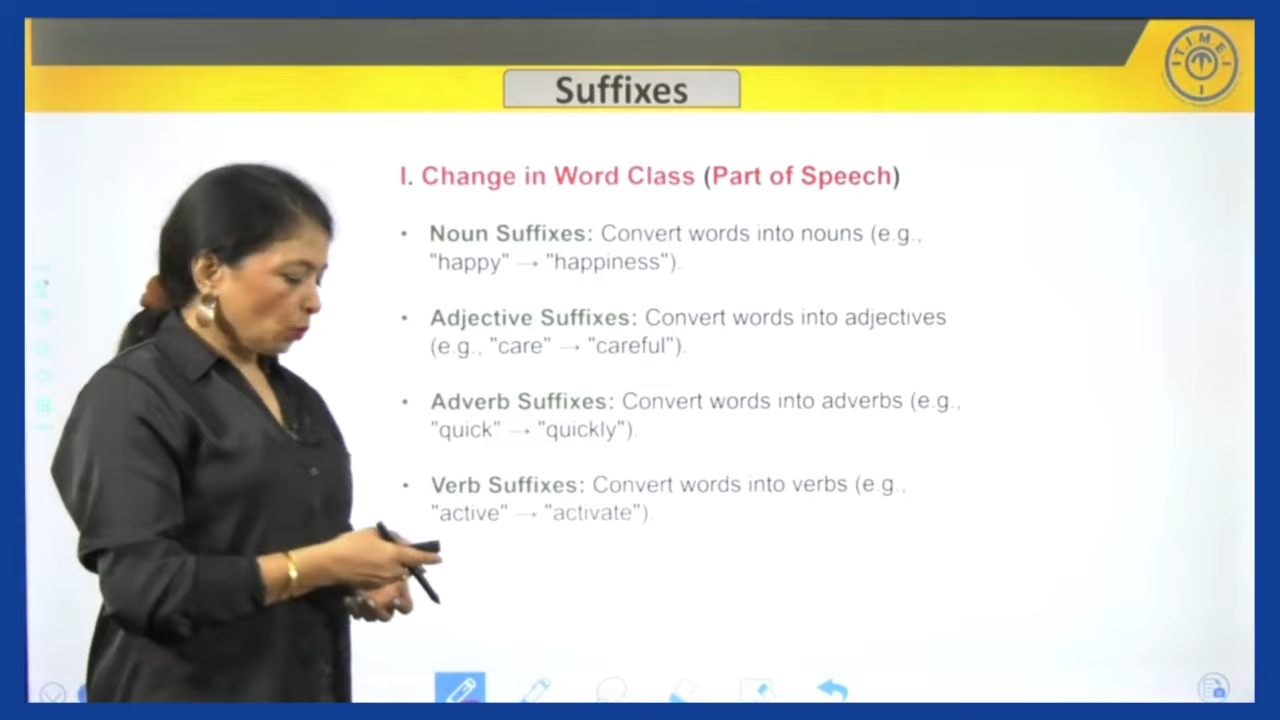 Suffixes
T.I.M.E.
I. Change in Word Class (Part of Speech)
• Noun Suffixes: Convert words into nouns (e.g.,
"happy" → "happiness").
• Adjective Suffixes: Convert words into adjectives
(e.g., "care" → "careful").
• Adverb Suffixes: Convert words into adverbs (e.g.,
"quick" → "quickly").
• Verb Suffixes: Convert words into verbs (e.g.,
"active" → "activate").